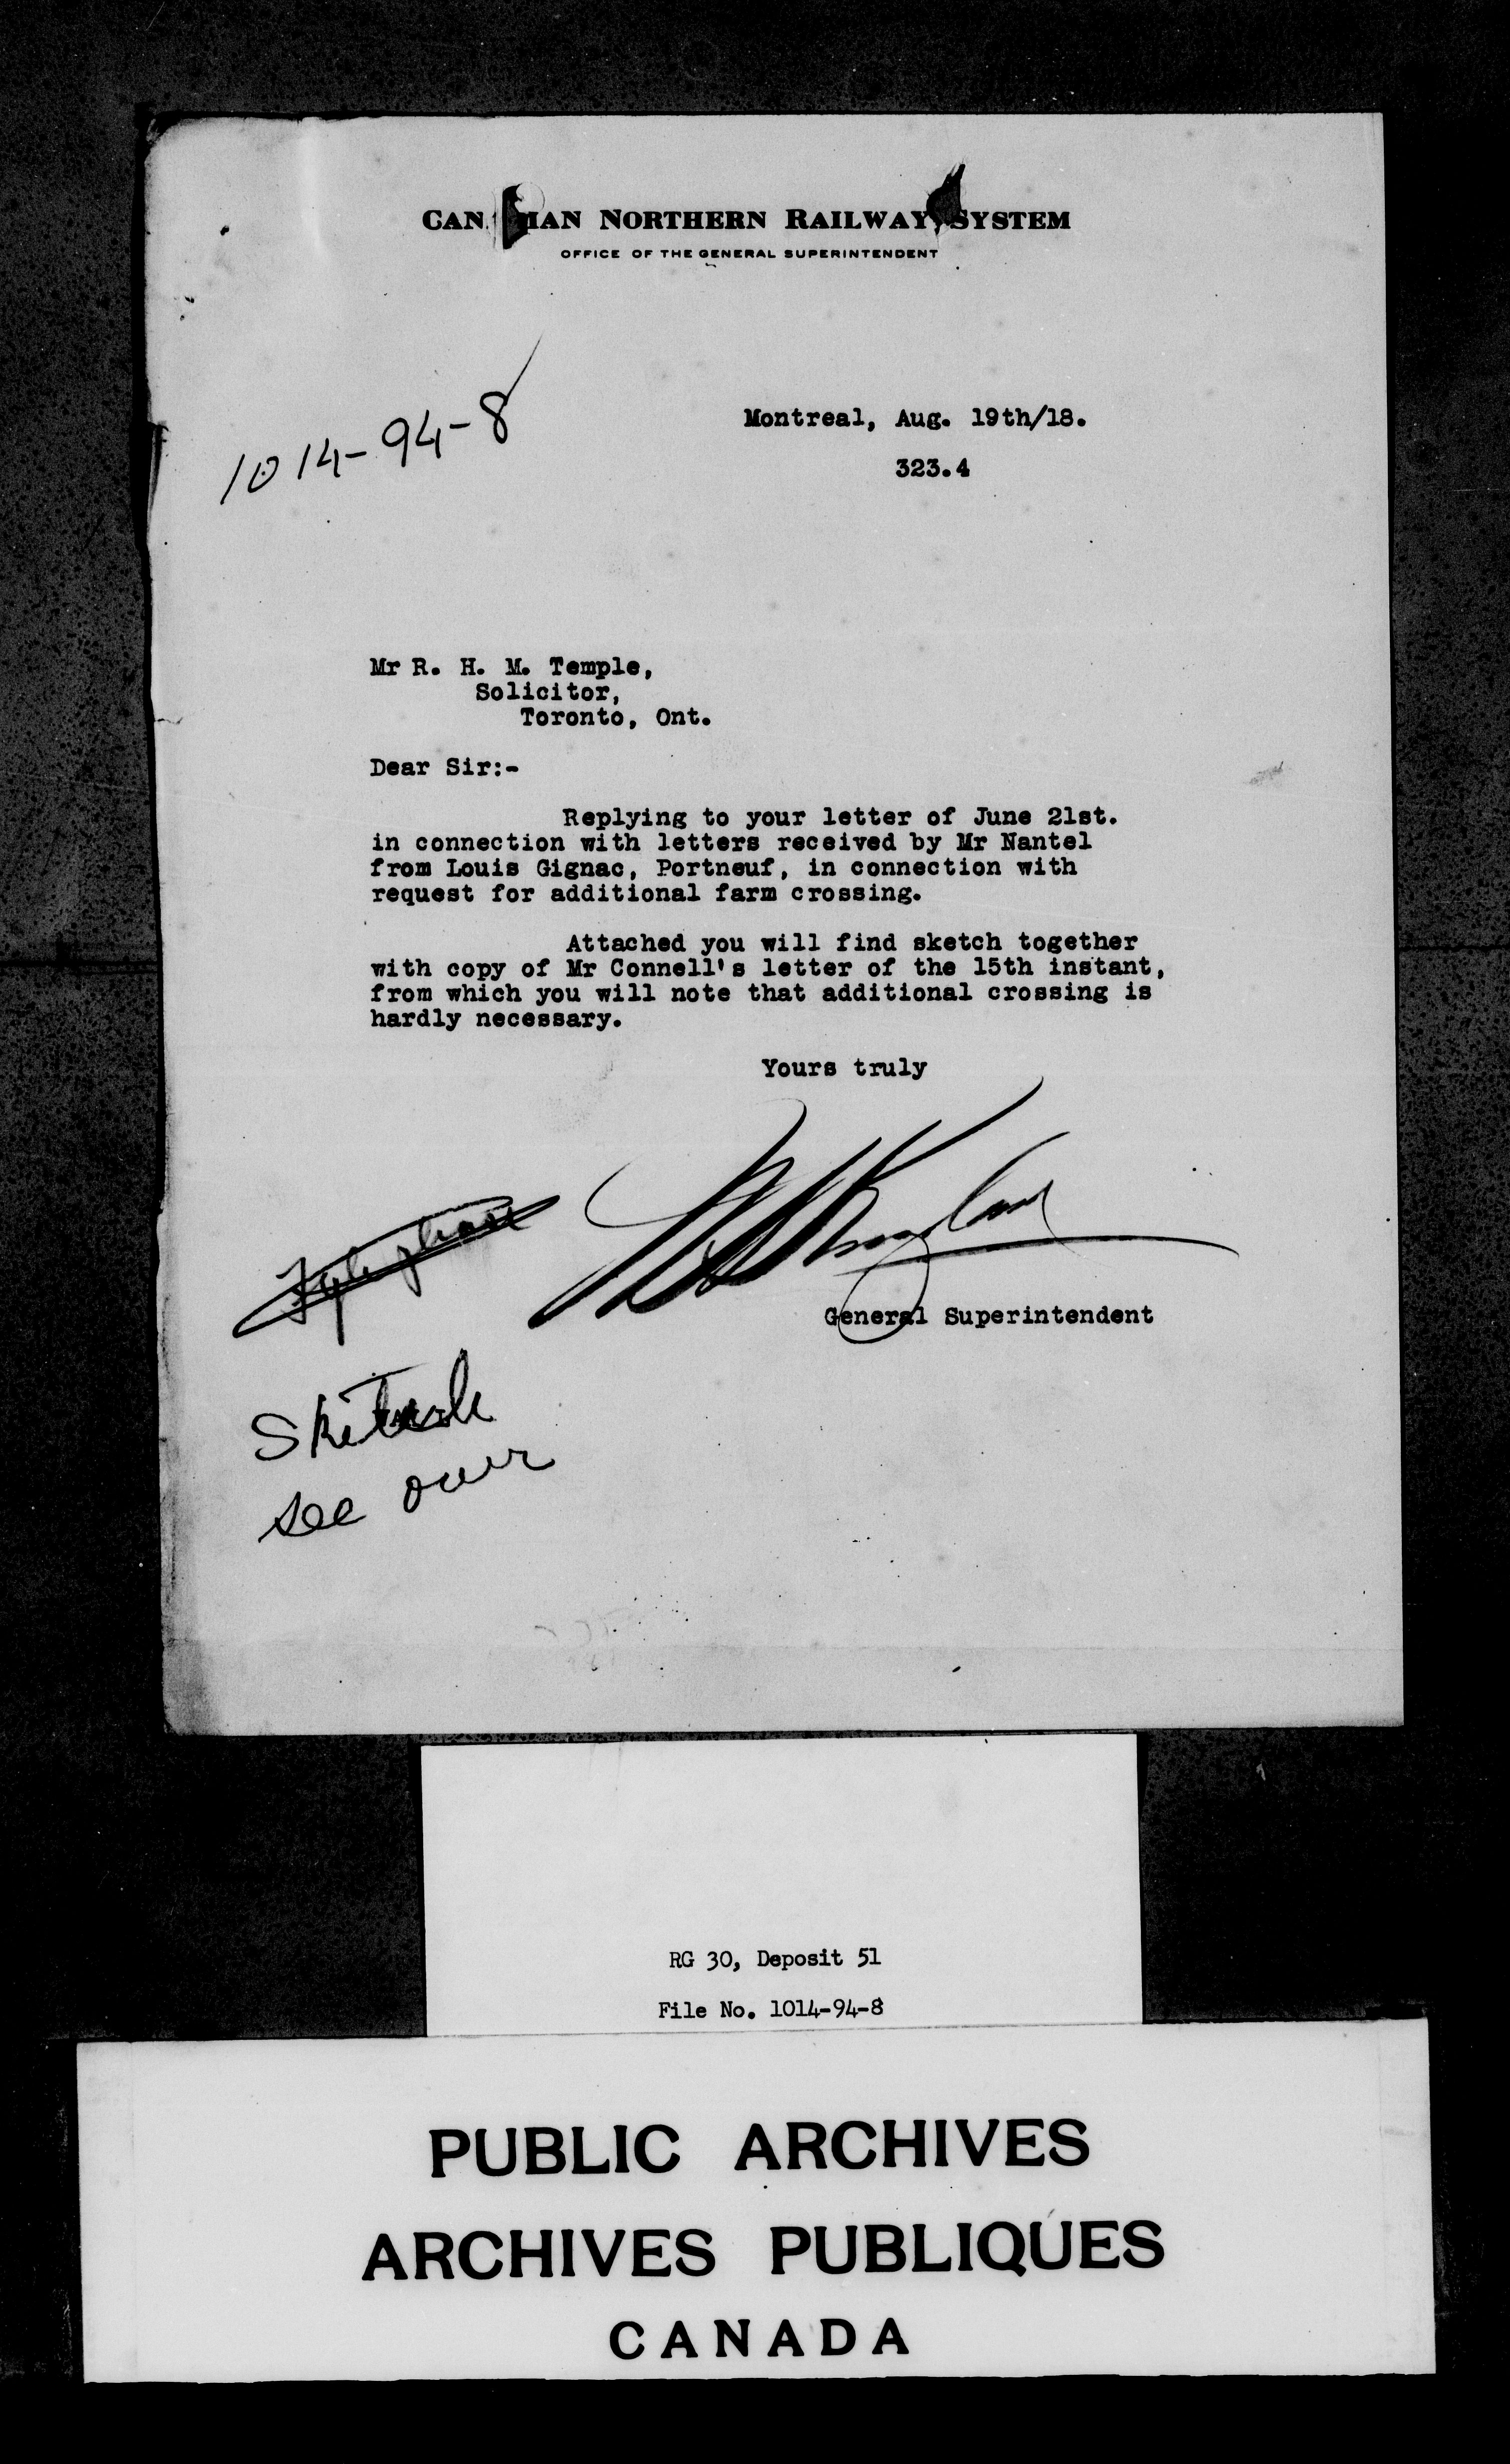 CANADIAN NORTHERN RAILWAY SYSTEM
OFFICE OF THE GENERAL SUPERINTENDENT
1014-94-8
Montreal, Aug. 19th/18.
323.4
Mr R. H. M. Temple,
Solicitor,
Toronto, Ont.
Dear Sir:-
Replying to your letter of June 21st.
in connection with letters received by Mr Nantel
from Louis Gignac, Portneuf, in connection with
request for additional farm crossing.
Attached you will find sketch together
with copy of Mr Connell's letter of the 15th instant,
from which you will note that additional crossing is
hardly necessary.
Yours truly
General Superintendent
Sketch
see over
RG 30, Deposit 51
File No. 1014-94-8
PUBLIC ARCHIVES
ARCHIVES PUBLIQUES
CANADA